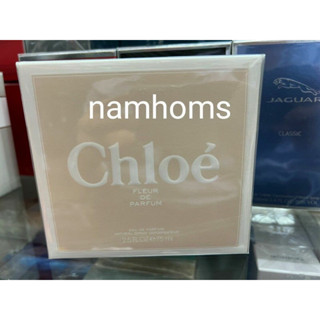 namhoms
JAGUAR
CLASSIC
Chloé
FLEUR
DE
PARFUM